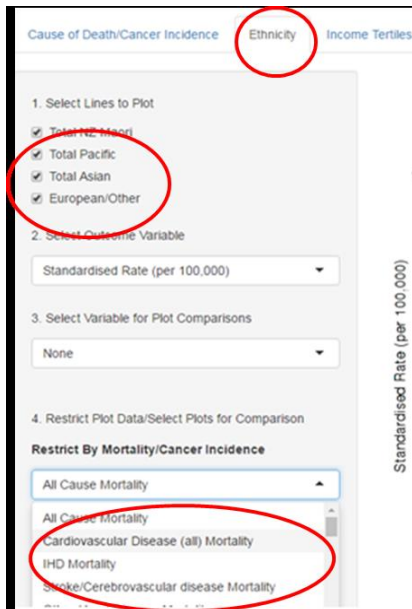 Cause of Death/Cancer Incidence Ethnicity Income Tertiles
1. Select Lines to Plot
Total NZ Maori
Total Pacific
Total Asian
European/Other
2. Select Outcome Variable
Standardised Rate (per 100,000)
3. Select Variable for Plot Comparisons
None
4. Restrict Plot Data/Select Plots for Comparison
Restrict By Mortality/Cancer Incidence
All Cause Mortality
All Cause Mortality
Cardiovascular Disease (all) Mortality
IHD Mortality
Stroke/Cerebrovascular disease Mortality
Standardised Rate (per 100,000)